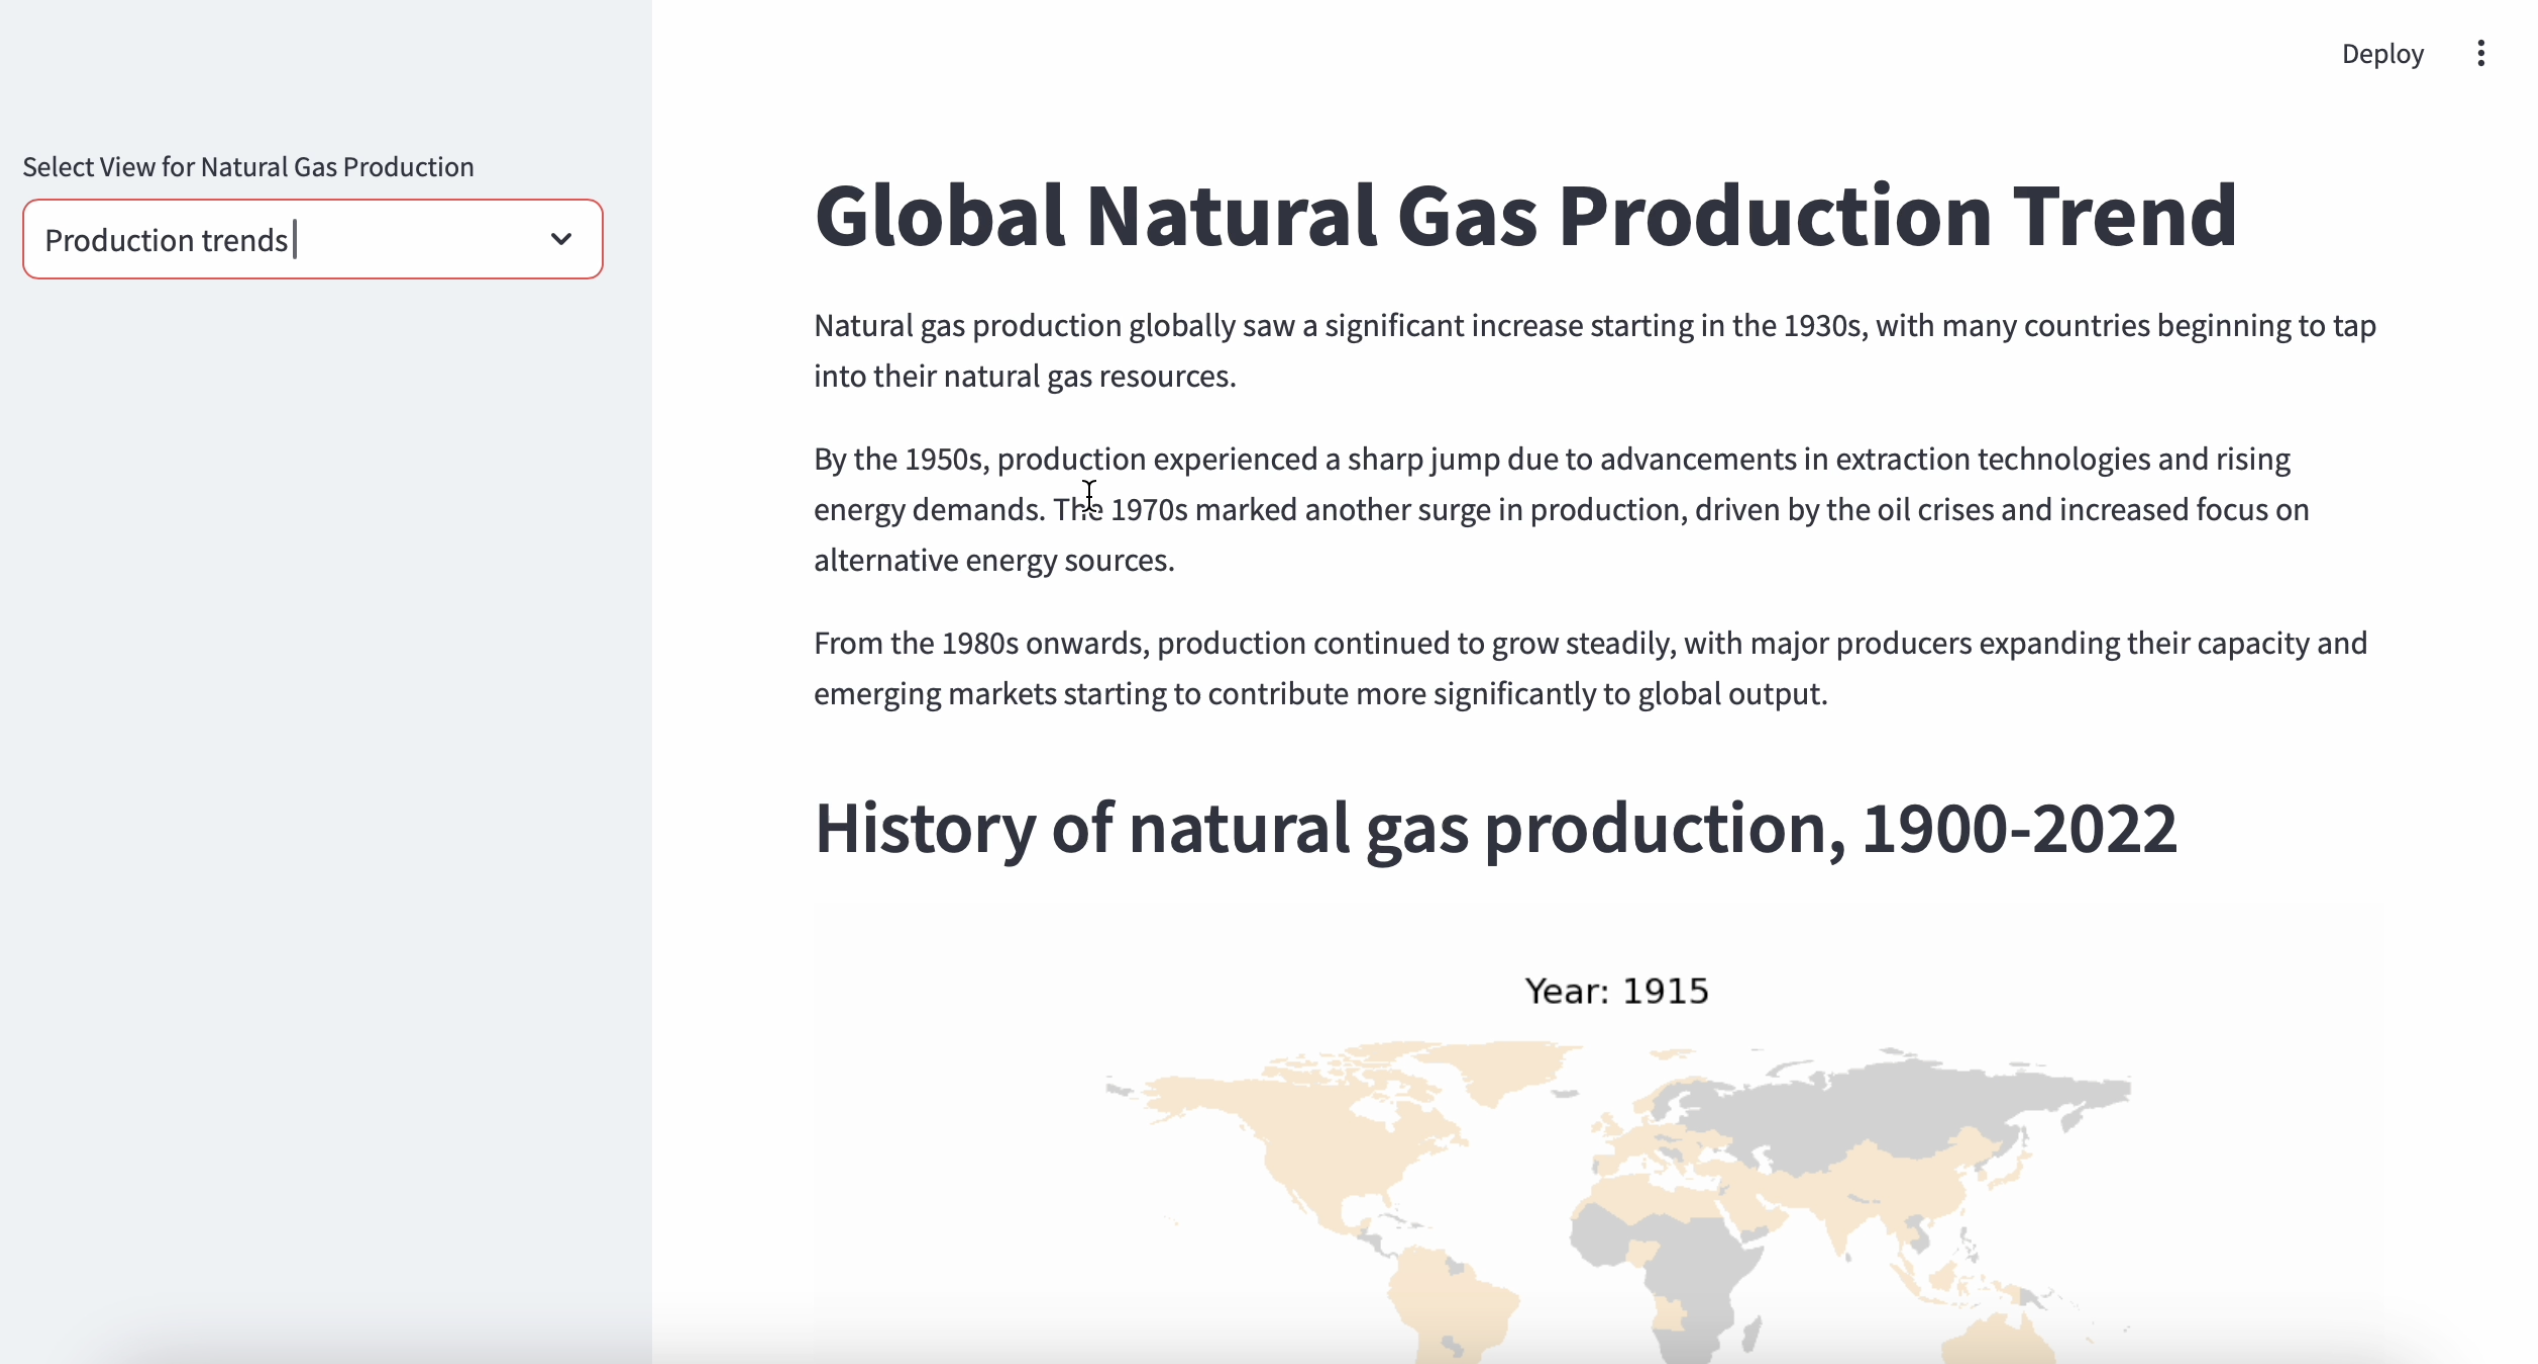 Deploy
Select View for Natural Gas Production
Production trends
Global Natural Gas Production Trend
Natural gas production globally saw a significant increase starting in the 1930s, with many countries beginning to tap
into their natural gas resources.
By the 1950s, production experienced a sharp jump due to advancements in extraction technologies and rising
energy demands. The 1970s marked another surge in production, driven by the oil crises and increased focus on
alternative energy sources.
From the 1980s onwards, production continued to grow steadily, with major producers expanding their capacity and
emerging markets starting to contribute more significantly to global output.
History of natural gas production, 1900-2022
Year: 1915